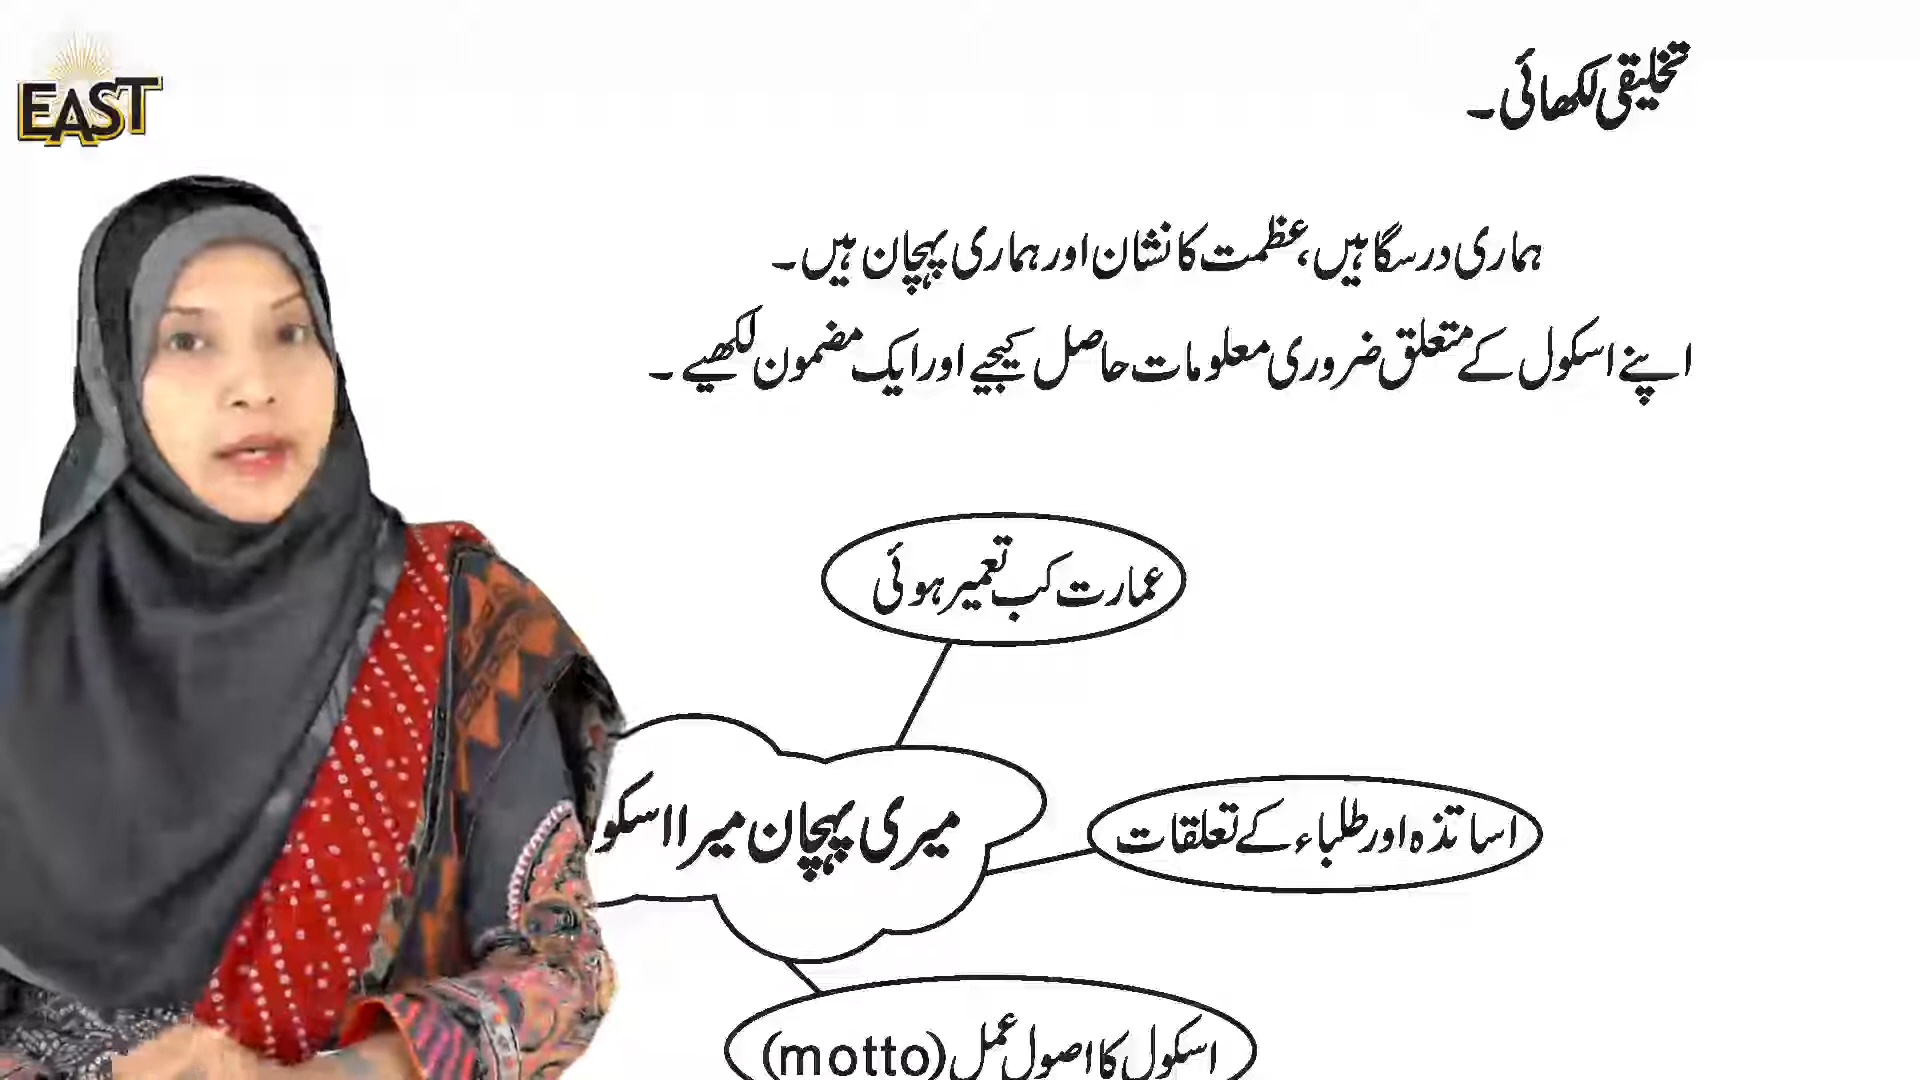 EAST
تخلیقی لکھائی۔
ہماری درسگاہیں، عظمت کا نشان اور ہماری پہچان ہیں۔
اپنے اسکول کے متعلق ضروری معلومات حاصل کیجیے اور ایک مضمون لکھیے۔
عمارت کب تعمیر ہوئی
میری پہچان میرا اسکو
اساتذہ اور طلباء کے تعلقات
اسکول کا اصول عمل (motto)